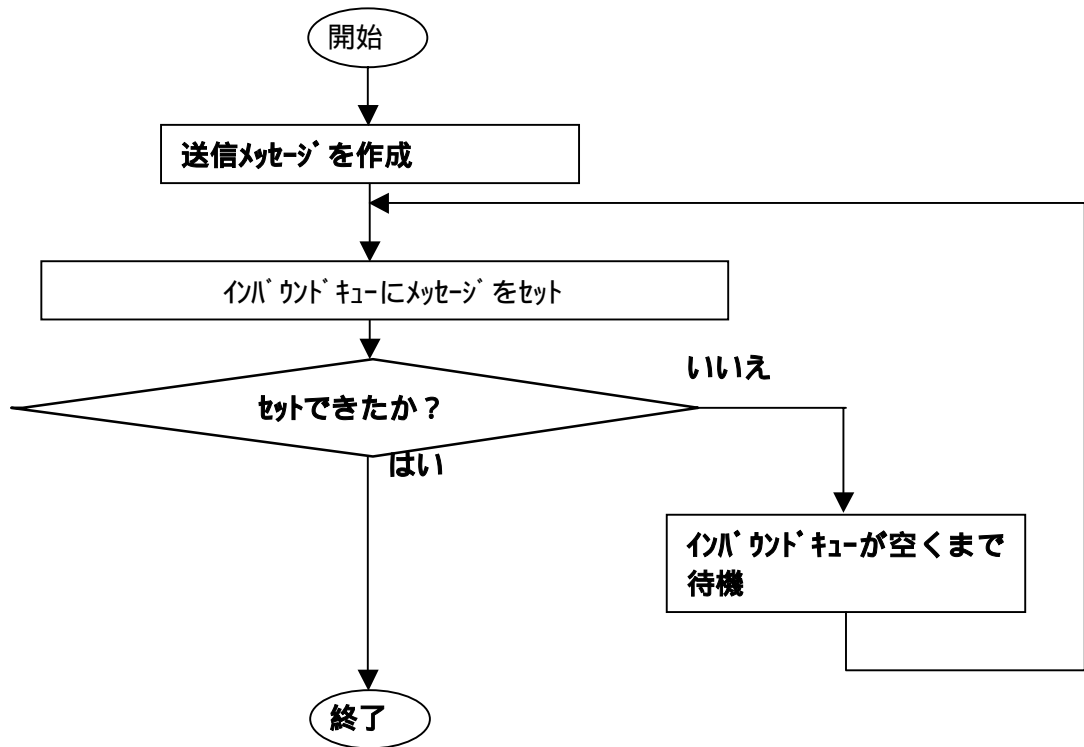 開始
送信ﾒｯｾｰｼﾞを作成
ｲﾝﾊﾞｳﾝﾄﾞｷｭｰにﾒｯｾｰｼﾞをｾｯﾄ
いいえ
ｾｯﾄできたか？
はい
ｲﾝﾊﾞｳﾝﾄﾞｷｭｰが空くまで
待機
終了